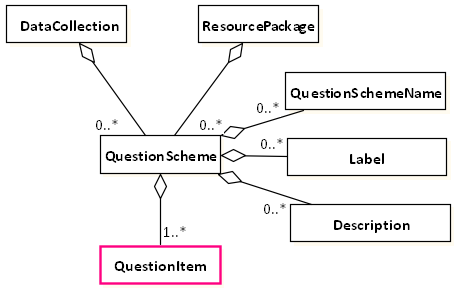 DataCollection
ResourcePackage
QuestionSchemeName
0..*
0..*
0..*
0..*
QuestionScheme
Label
0..*
Description
1..*
QuestionItem